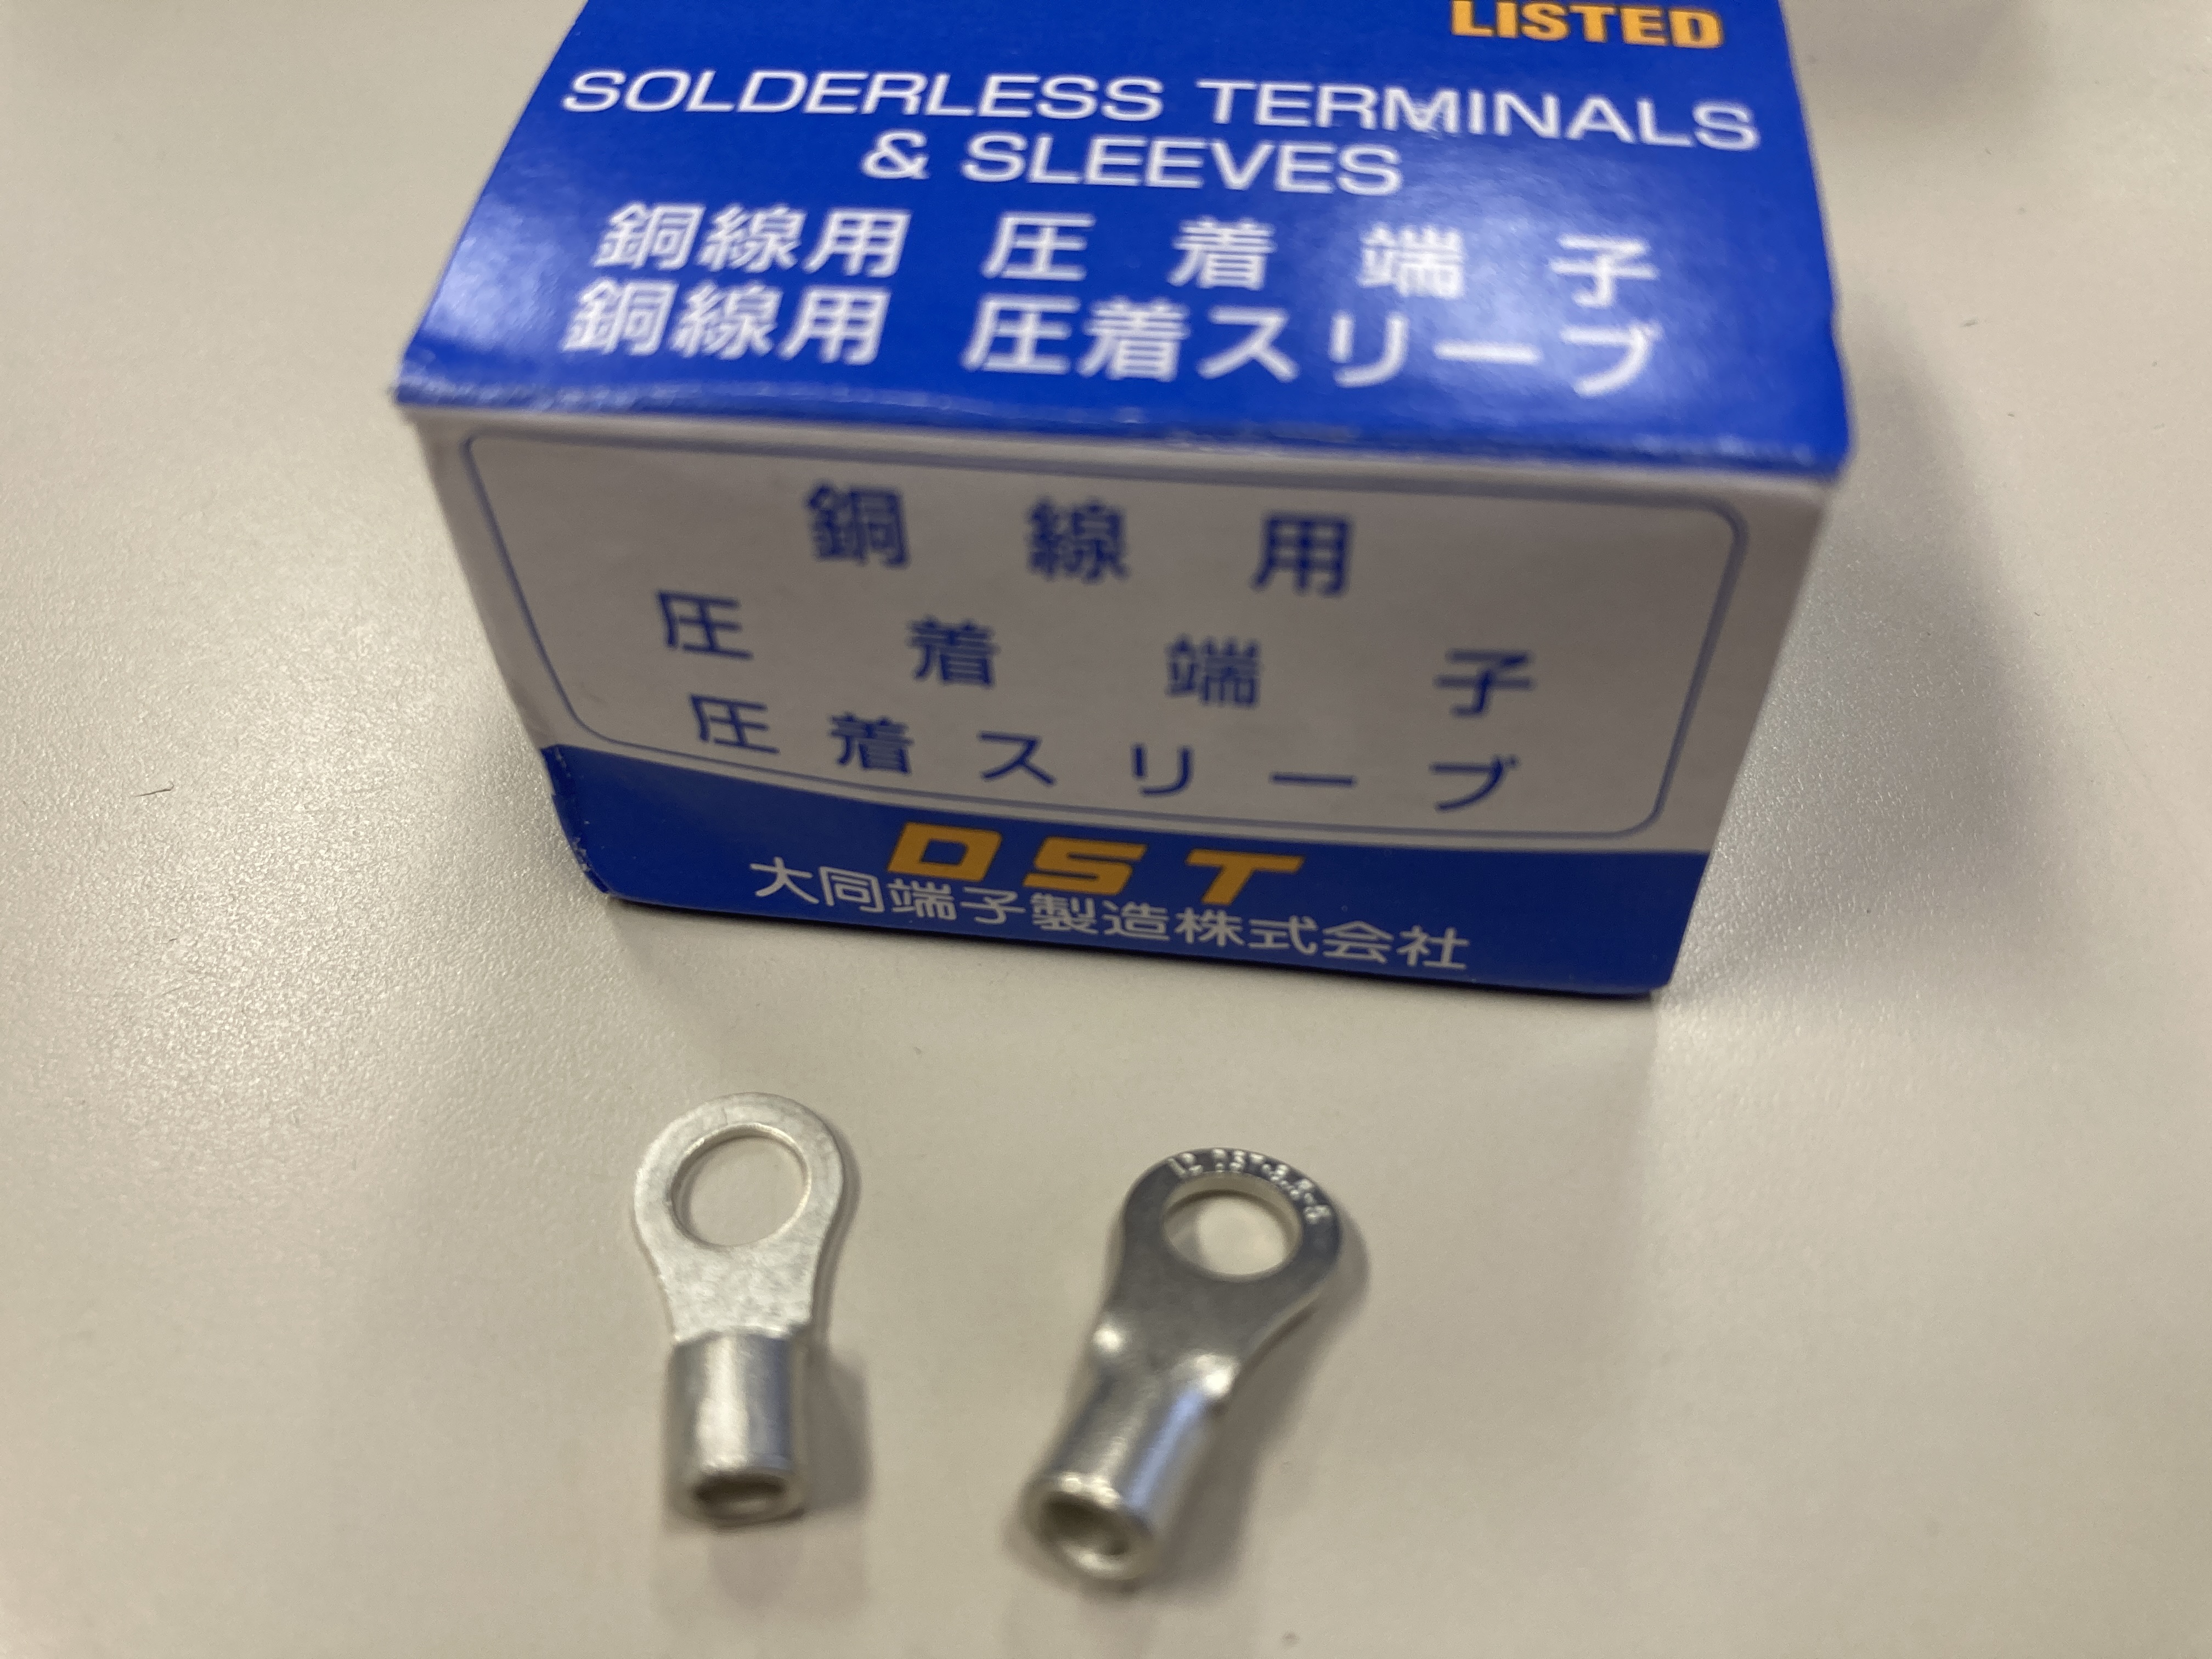 LISTED
SOLDERLESS TERMINALS
& SLEEVES
銅線用 圧着端子
銅線用 圧着スリーブ
銅線用
圧着端子
圧着スリーブ
DST
大同端子製造株式会社